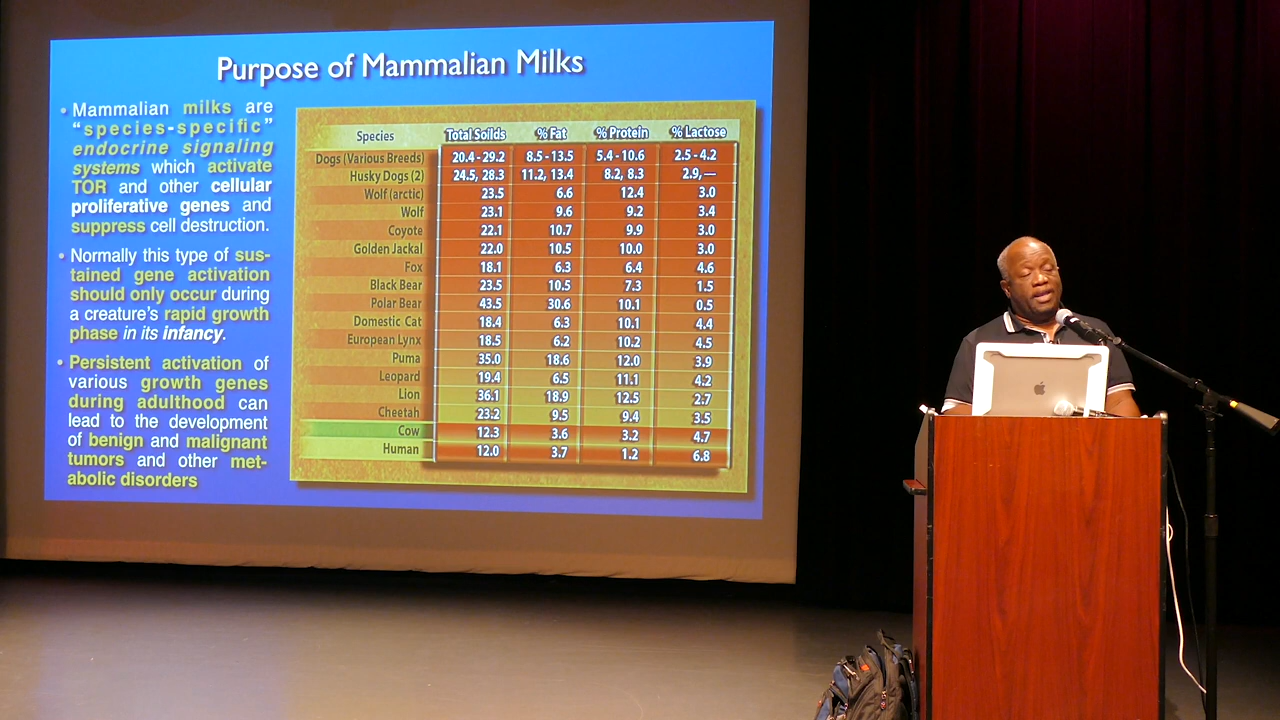 Purpose of Mammalian Milks
• Mammalian milks are
“species-specific”
endocrine signaling
systems which activate
TOR and other cellular
proliferative genes and
suppress cell destruction.
• Normally this type of sus-
tained gene activation
should only occur during
a creature's rapid growth
phase in its infancy.
• Persistent activation of
various growth genes
during adulthood can
lead to the development
of benign and malignant
tumors and other met-
abolic disorders
Species Total Soilds % Fat % Protein % Lactose
Dogs (Various Breeds) 20.4 - 29.2 8.5 - 13.5 5.4 - 10.6 2.5 - 4.2
Husky Dogs (2) 24.5, 28.3 11.2, 13.4 8.2, 8.3 2.9, —
Wolf (arctic) 23.5 6.6 12.4 3.0
Wolf 23.1 9.6 9.2 3.4
Coyote 22.1 10.7 9.9 3.0
Golden Jackal 22.0 10.5 10.0 3.0
Fox 18.1 6.3 6.4 4.6
Black Bear 23.5 10.5 7.3 1.5
Polar Bear 43.5 30.6 10.1 0.5
Domestic Cat 18.4 6.3 10.1 4.4
European Lynx 18.5 6.2 10.2 4.5
Puma 35.0 18.6 12.0 3.9
Leopard 19.4 6.5 11.1 4.2
Lion 36.1 18.9 12.5 2.7
Cheetah 23.2 9.5 9.4 3.5
Cow 12.3 3.6 3.2 4.7
Human 12.0 3.7 1.2 6.8